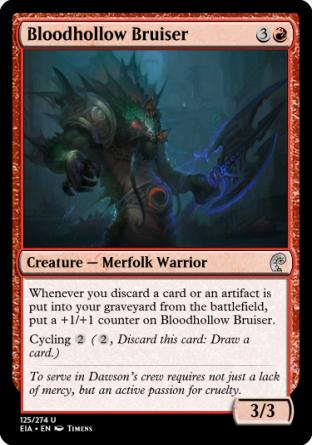 Bloodhollow Bruiser 3
Creature — Merfolk Warrior
Whenever you discard a card or an artifact is
put into your graveyard from the battlefield,
put a +1/+1 counter on Bloodhollow Bruiser.
Cycling 2 ( 2, Discard this card: Draw a
card.)
To serve in Dawson's crew requires not just a lack
of mercy, but an active passion for cruelty.
3/3
125/274 U
EIA • EN Timens